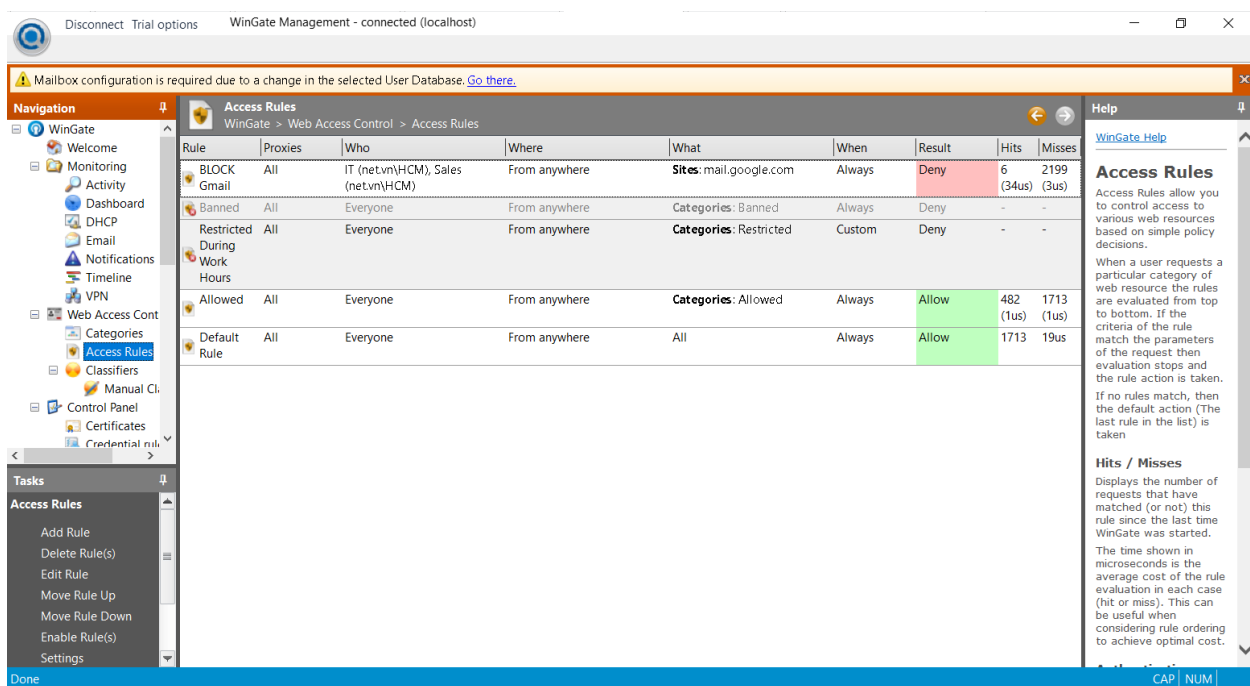 Disconnect Trial options WinGate Management - connected (localhost)
Mailbox configuration is required due to a change in the selected User Database. Go there.
Navigation
WinGate
Welcome
Monitoring
Activity
Dashboard
DHCP
Email
Notifications
Timeline
VPN
Web Access Cont
Categories
Access Rules
Classifiers
Manual Cl
Control Panel
Certificates
Credential rul
Tasks
Access Rules
Add Rule
Delete Rule(s)
Edit Rule
Move Rule Up
Move Rule Down
Enable Rule(s)
Settings
Access Rules
WinGate > Web Access Control > Access Rules
Rule Proxies Who Where What When Result Hits Misses
BLOCK All IT (net.vn\HCM), Sales From anywhere Sites: mail.google.com Always Deny 6 2199
Gmail (net.vn\HCM) (34us) (3us)
Banned All Everyone From anywhere Categories: Banned Always Deny - -
Restricted All Everyone From anywhere Categories: Restricted Custom Deny - -
During
Work
Hours
Allowed All Everyone From anywhere Categories: Allowed Always Allow 482 1713
(1us) (1us)
Default All Everyone From anywhere All Always Allow 1713 19us
Rule
Help
WinGate Help
Access Rules
Access Rules allow you
to control access to
various web resources
based on simple policy
decisions.
When a user requests a
particular category of
web resource the rules
are evaluated from top
to bottom. If the
criteria of the rule
match the parameters
of the request then
evaluation stops and
the rule action is taken.
If no rules match, then
the default action (The
last rule in the list) is
taken
Hits / Misses
Displays the number of
requests that have
matched (or not) this
rule since the last time
WinGate was started.
The time shown in
microseconds is the
average cost of the rule
evaluation in each case
(hit or miss). This can
be useful when
considering rule ordering
to achieve optimal cost.
Done CAP NUM